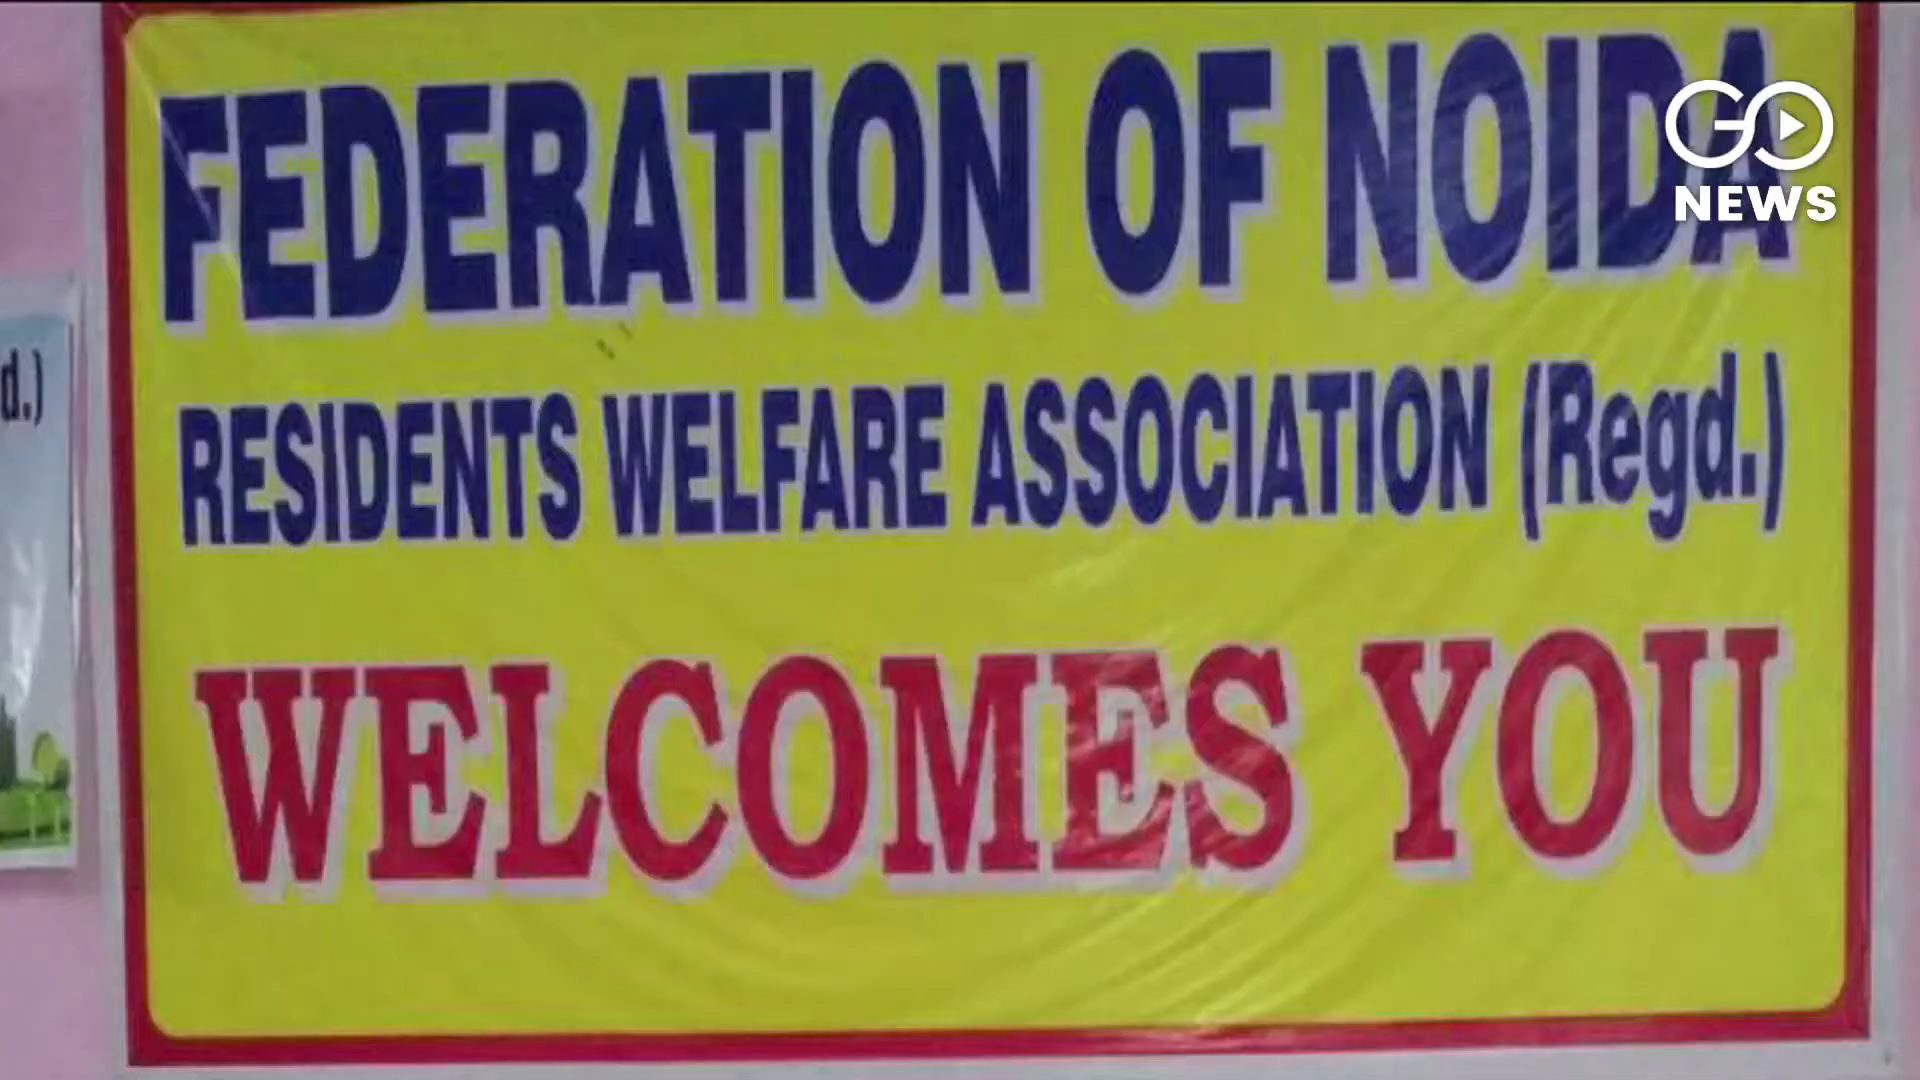 FEDERATION OF NOIDA
GO
NEWS
RESIDENTS WELFARE ASSOCIATION (Regd.)
d.)
WELCOMES YOU